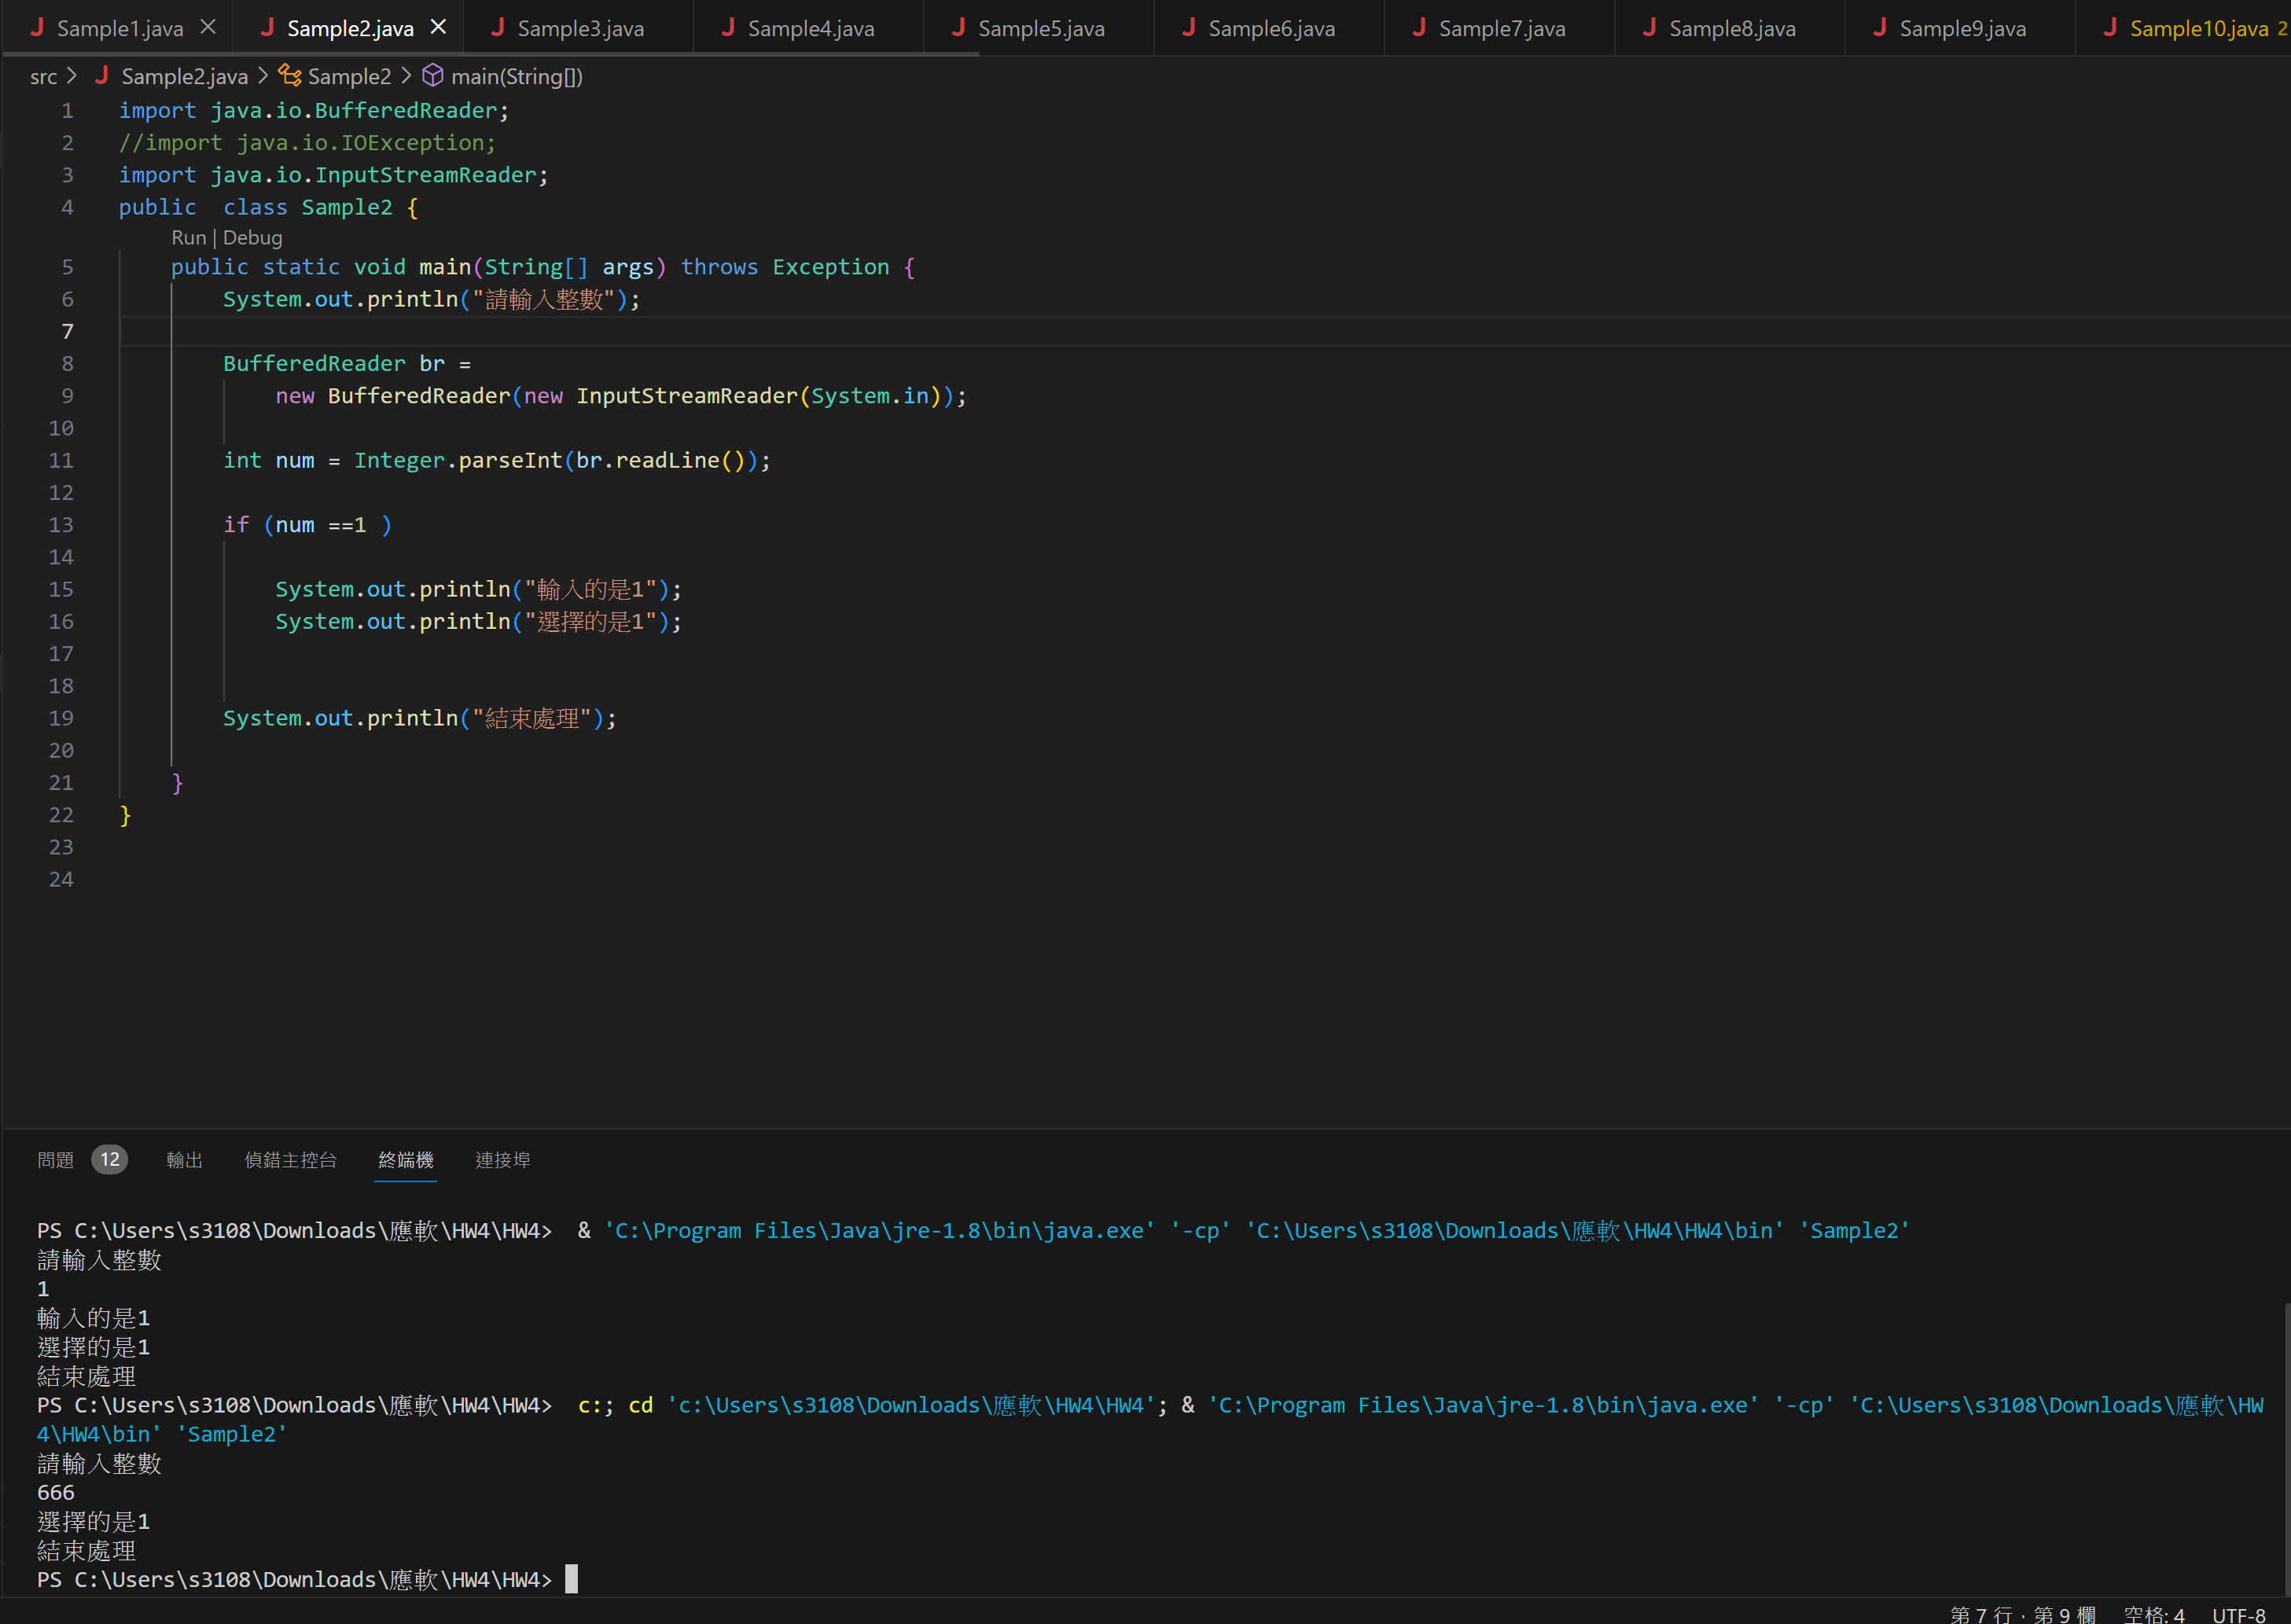 Sample1.java Sample2.java Sample3.java Sample4.java Sample5.java Sample6.java Sample7.java Sample8.java Sample9.java Sample10.java 2
src > Sample2.java > Sample2 > main(String[])
1 import java.io.BufferedReader;
2 //import java.io.IOException;
3 import java.io.InputStreamReader;
4 public  class Sample2 {
Run | Debug
5     public static void main(String[] args) throws Exception {
6         System.out.println("請輸入整數");
7
8         BufferedReader br =
9             new BufferedReader(new InputStreamReader(System.in));
10
11         int num = Integer.parseInt(br.readLine());
12
13         if (num ==1 )
14
15             System.out.println("輸入的是1");
16             System.out.println("選擇的是1");
17
18
19         System.out.println("結束處理");
20
21     }
22 }
23
24
問題 12 輸出 偵錯主控台 終端機 連接埠
PS C:\Users\s3108\Downloads\應軟\HW4\HW4>  & 'C:\Program Files\Java\jre-1.8\bin\java.exe' '-cp' 'C:\Users\s3108\Downloads\應軟\HW4\HW4\bin' 'Sample2'
請輸入整數
1
輸入的是1
選擇的是1
結束處理
PS C:\Users\s3108\Downloads\應軟\HW4\HW4>  c:; cd 'c:\Users\s3108\Downloads\應軟\HW4\HW4'; & 'C:\Program Files\Java\jre-1.8\bin\java.exe' '-cp' 'C:\Users\s3108\Downloads\應軟\HW
4\HW4\bin' 'Sample2'
請輸入整數
666
選擇的是1
結束處理
PS C:\Users\s3108\Downloads\應軟\HW4\HW4>
第 7 行，第 9 欄 空格: 4 UTF-8